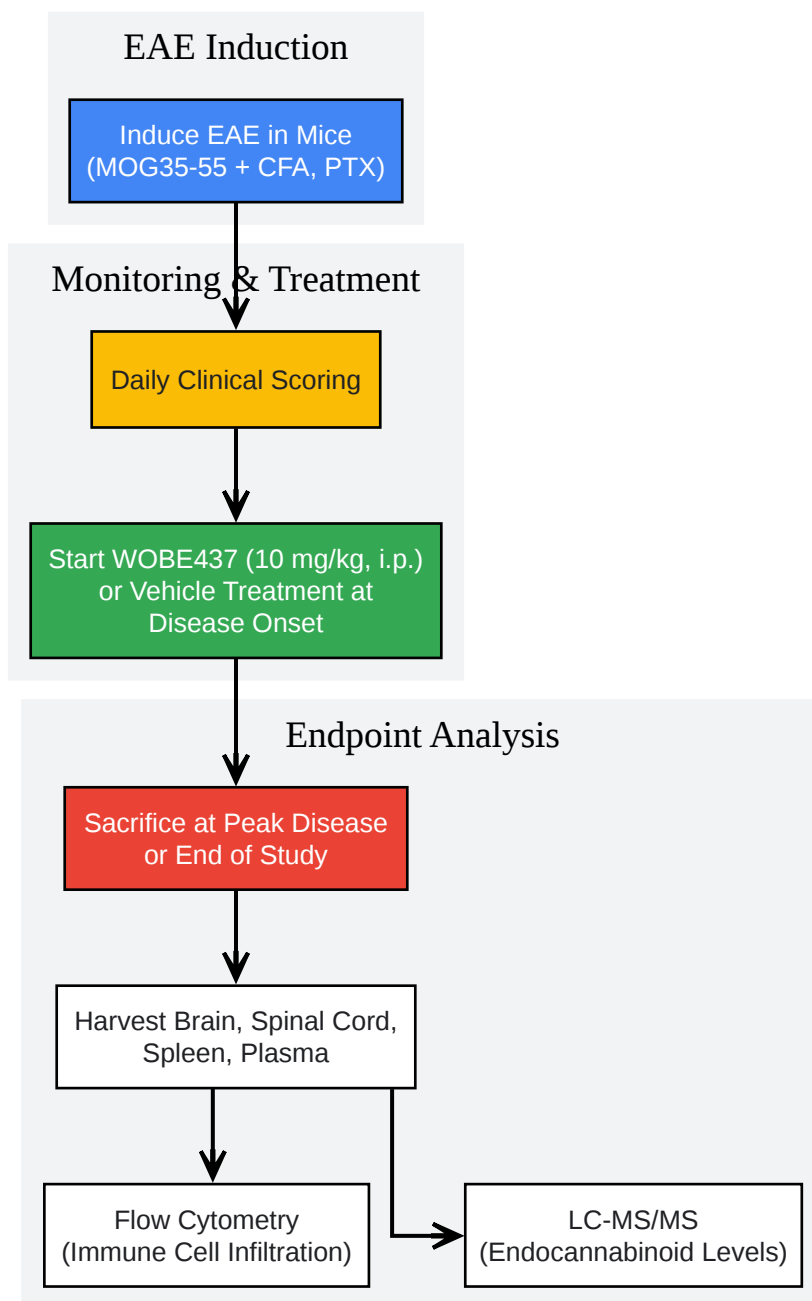 EAE Induction
Induce EAE in Mice
(MOG35-55 + CFA, PTX)
Monitoring & Treatment
Daily Clinical Scoring
Start WOBE437 (10 mg/kg, i.p.)
or Vehicle Treatment at
Disease Onset
Endpoint Analysis
Sacrifice at Peak Disease
or End of Study
Harvest Brain, Spinal Cord,
Spleen, Plasma
Flow Cytometry
(Immune Cell Infiltration)
LC-MS/MS
(Endocannabinoid Levels)